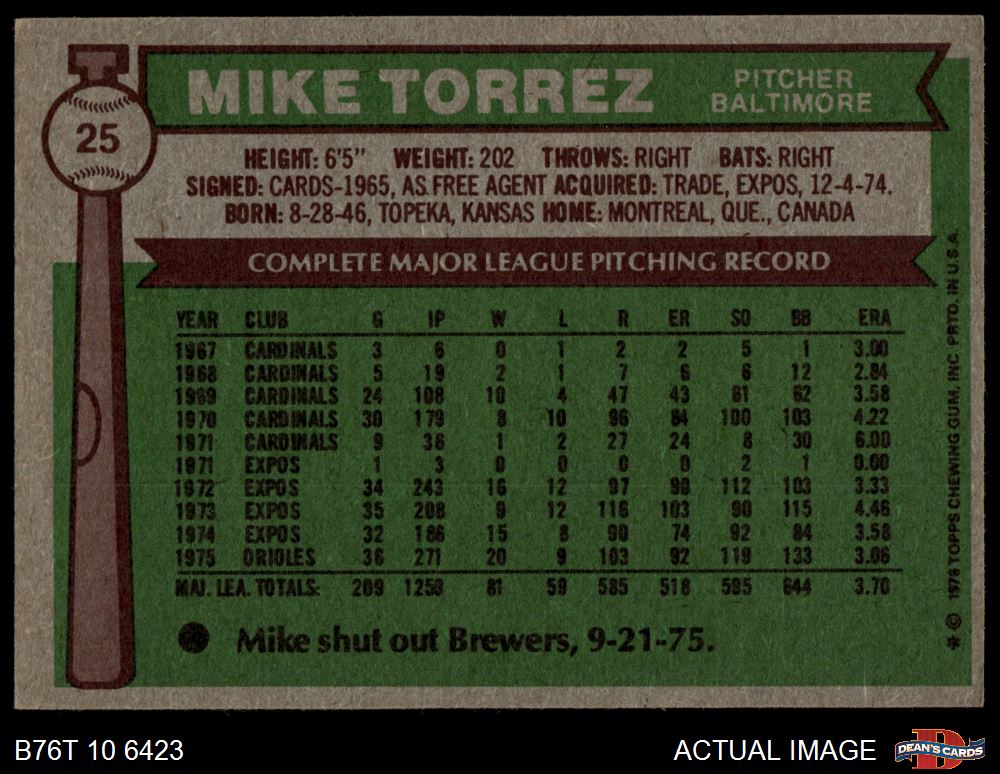 MIKE TORREZ
PITCHER
BALTIMORE
25
HEIGHT: 6'5" WEIGHT: 202 THROWS: RIGHT BATS: RIGHT
SIGNED: CARDS-1965, AS FREE AGENT ACQUIRED: TRADE, EXPOS, 12-4-74.
BORN: 8-28-46, TOPEKA, KANSAS HOME: MONTREAL, QUE., CANADA
COMPLETE MAJOR LEAGUE PITCHING RECORD
YEAR CLUB G IP W L R ER SO BB ERA
1967 CARDINALS 3 6 0 1 2 2 5 1 3.00
1968 CARDINALS 5 19 2 1 7 6 6 12 2.84
1969 CARDINALS 24 108 10 4 47 43 61 62 3.58
1970 CARDINALS 30 179 8 10 96 84 100 103 4.22
1971 CARDINALS 9 36 1 2 27 24 8 30 6.00
1971 EXPOS 1 3 0 0 0 0 2 1 0.00
1972 EXPOS 34 243 16 12 97 90 112 103 3.33
1973 EXPOS 35 208 9 12 116 103 90 115 4.46
1974 EXPOS 32 186 15 8 90 74 92 84 3.58
1975 ORIOLES 36 271 20 9 103 92 119 133 3.06
MAJ. LEA. TOTALS: 209 1259 81 59 585 518 595 644 3.70
Mike shut out Brewers, 9-21-75.
* © 1976 TOPPS CHEWING GUM, INC. PRTD. IN U.S.A.
B76T 10 6423
ACTUAL IMAGE
DEAN'S CARDS